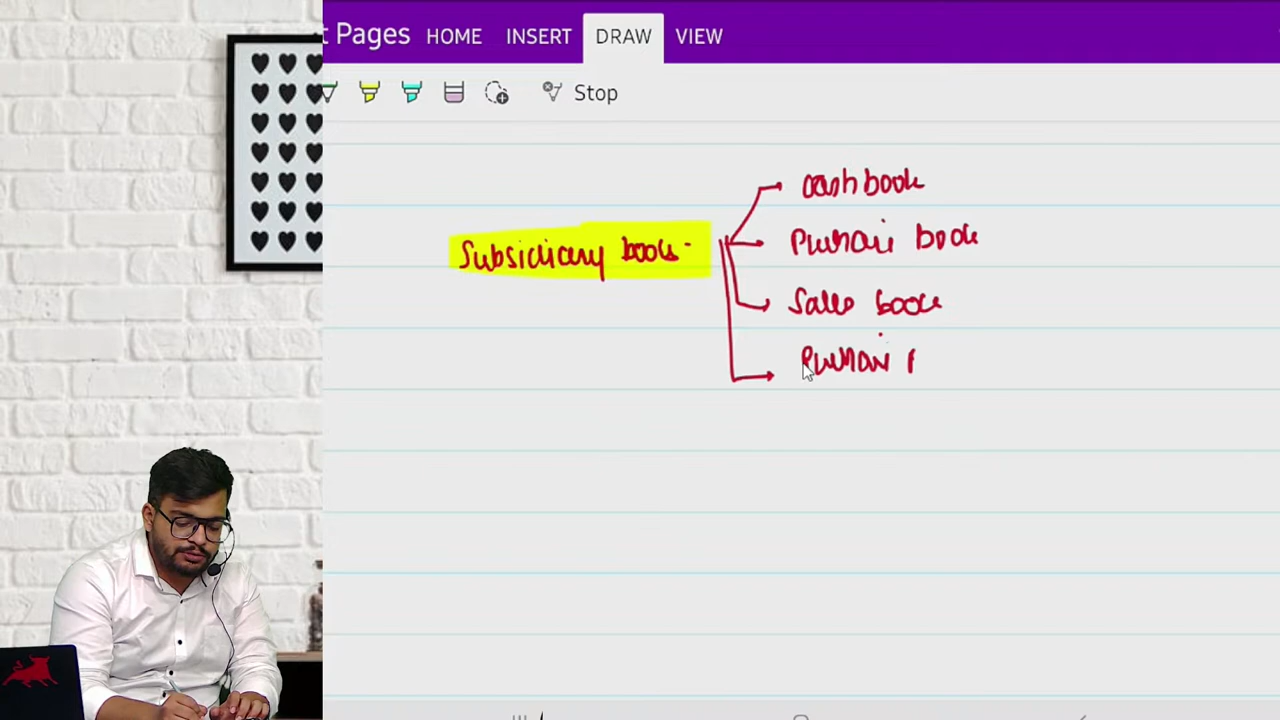 t Pages HOME INSERT DRAW VIEW
Stop
Cash book
Subsidiary book
Purchase book
Sales book
Purchase r